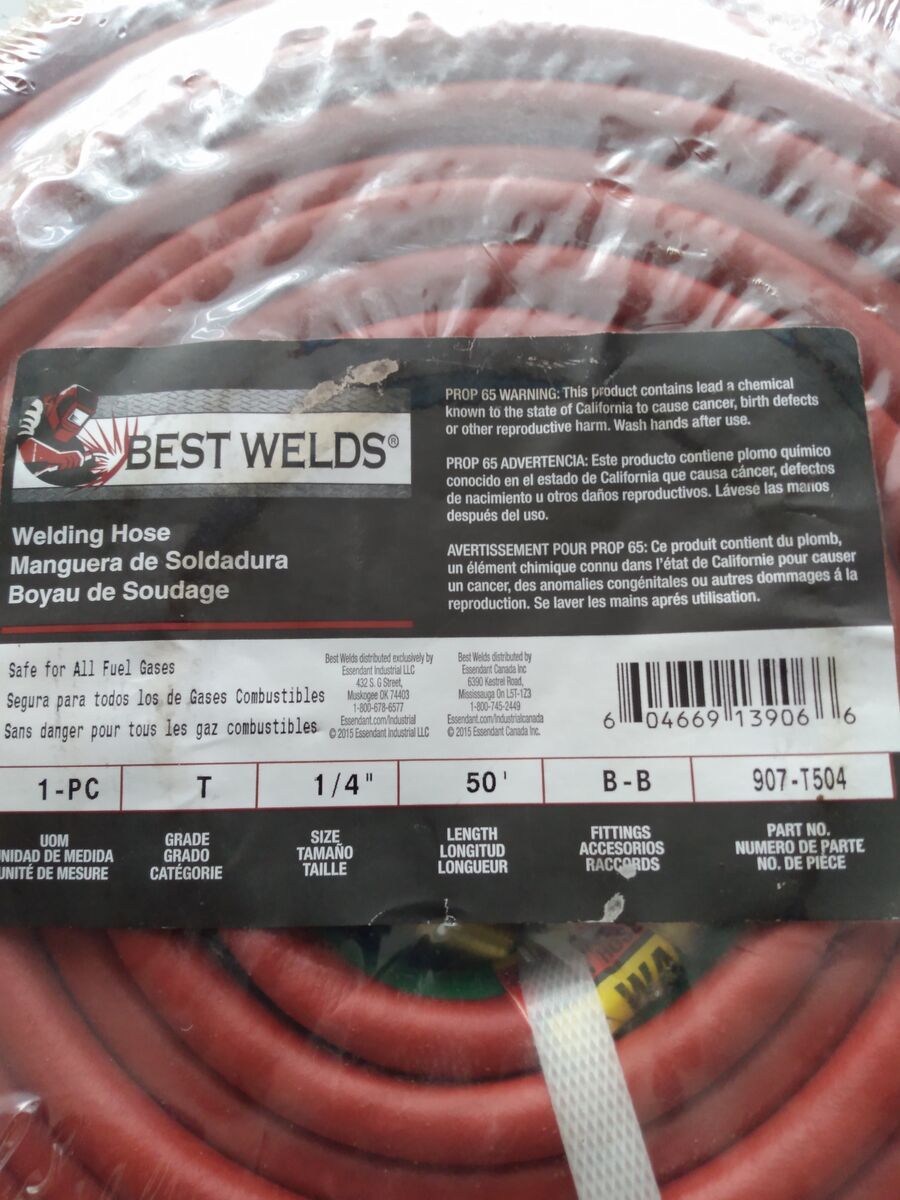 BEST WELDS®
Welding Hose
Manguera de Soldadura
Boyau de Soudage
PROP 65 WARNING: This product contains lead a chemical
known to the state of California to cause cancer, birth defects
or other reproductive harm. Wash hands after use.
PROP 65 ADVERTENCIA: Este producto contiene plomo químico
conocido en el estado de California que causa cáncer, defectos
de nacimiento u otros daños reproductivos. Lávese las manos
después del uso.
AVERTISSEMENT POUR PROP 65: Ce produit contient du plomb,
un élément chimique connu dans l'état de Californie pour causer
un cancer, des anomalies congénitales ou autres dommages á la
reproduction. Se laver les mains aprés utilisation.
Safe for All Fuel Gases
Segura para todos los de Gases Combustibles
Sans danger pour tous les gaz combustibles
Best Welds distributed exclusively by
Essendant Industrial LLC
432 S. G Street,
Muskogee OK 74403
1-800-678-6577
Essendant.com/Industrial
© 2015 Essendant Industrial LLC
Best Welds distributed by
Essendant Canada Inc
6390 Kestrel Road,
Mississauga On L5T-1Z3
1-800-745-2449
Essendant.com/Industrialcanada
© 2015 Essendant Canada Inc.
6 04669 13906 6
1-PC T 1/4" 50' B-B 907-T504
UOM
NIDAD DE MEDIDA
UNITÉ DE MESURE
GRADE
GRADO
CATÉGORIE
SIZE
TAMAÑO
TAILLE
LENGTH
LONGITUD
LONGUEUR
FITTINGS
ACCESORIOS
RACCORDS
PART NO.
NUMERO DE PARTE
NO. DE PIÈCE
WA